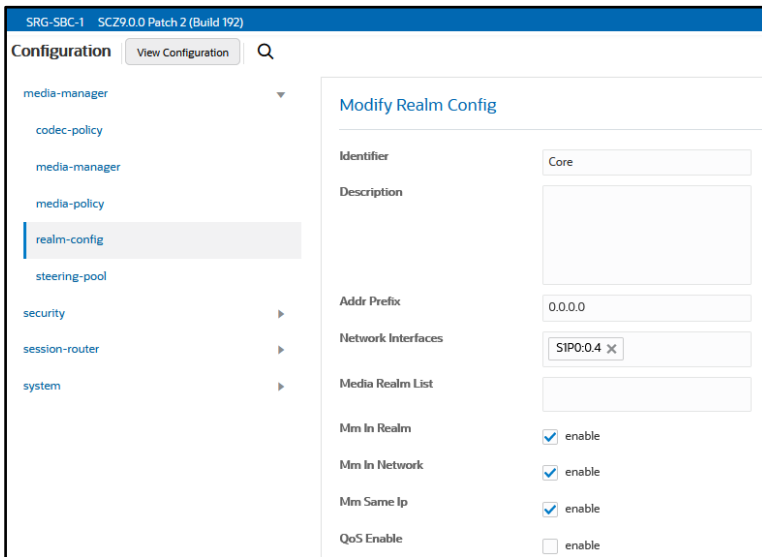 SRG-SBC-1 SCZ9.0.0 Patch 2 (Build 192)
Configuration View Configuration
media-manager
codec-policy
media-manager
media-policy
realm-config
steering-pool
security
session-router
system
Modify Realm Config
Identifier Core
Description
Addr Prefix 0.0.0.0
Network Interfaces S1P0:0.4
Media Realm List
Mm In Realm enable
Mm In Network enable
Mm Same Ip enable
QoS Enable enable